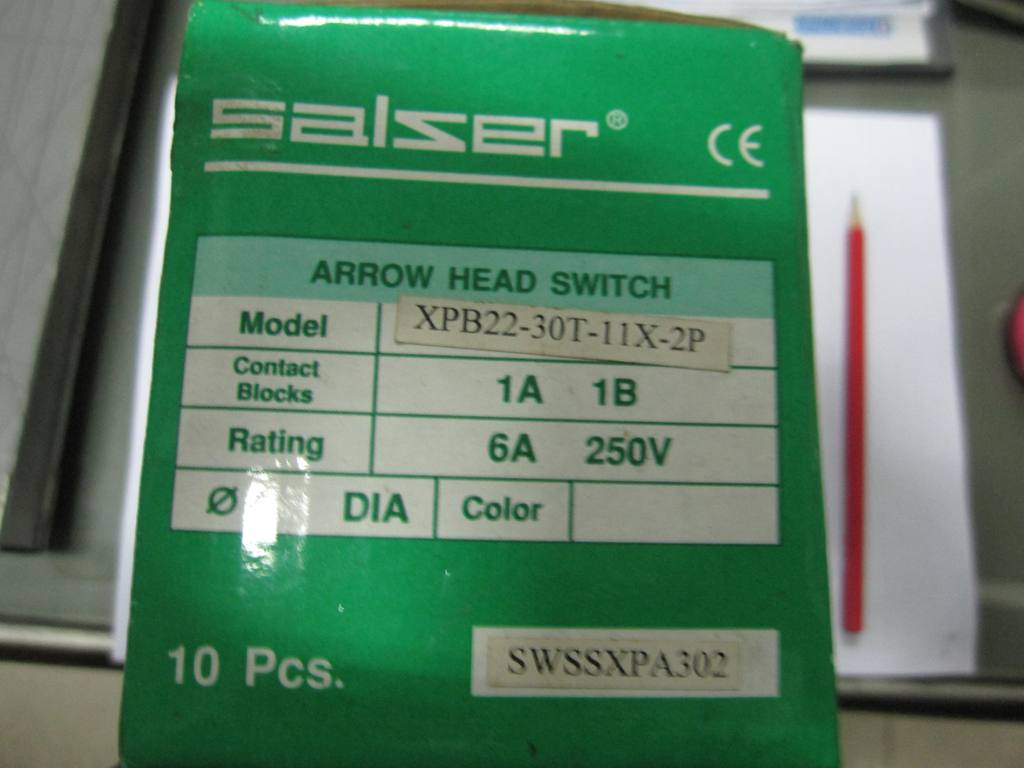 salzer®
CE
ARROW HEAD SWITCH
Model XPB22-30T-11X-2P
Contact Blocks 1A 1B
Rating 6A 250V
Ø DIA Color
10 Pcs. SWSSXPA302